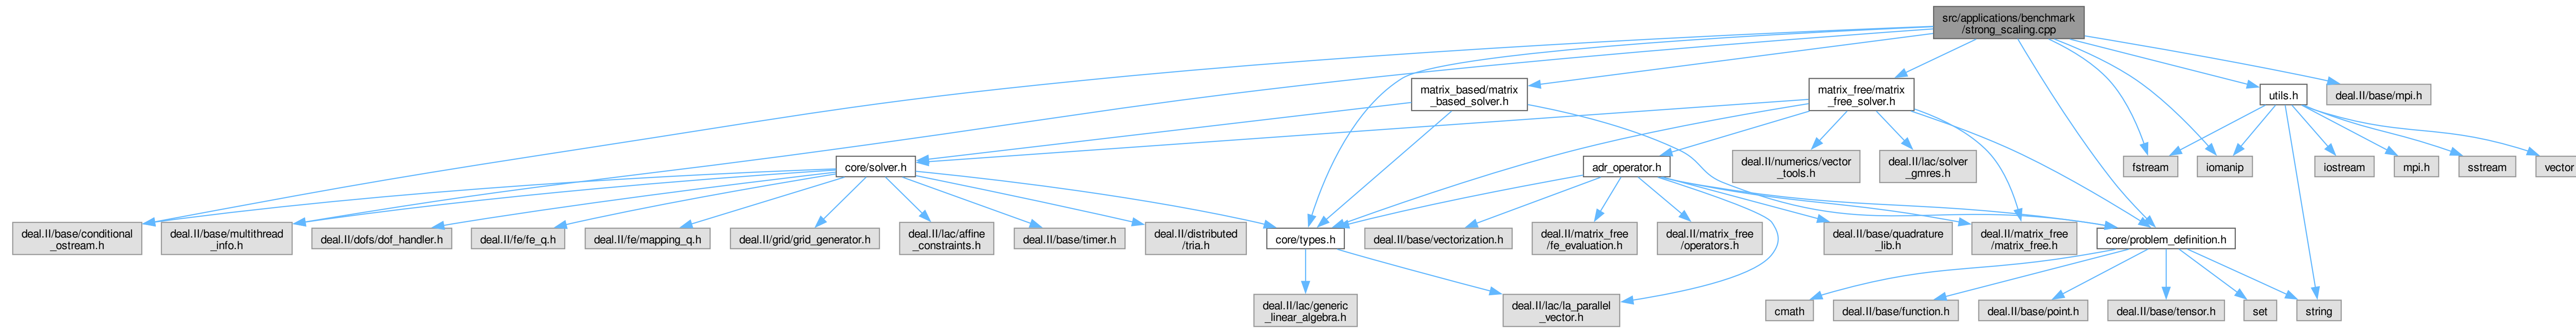 src/applications/benchmark
/strong_scaling.cpp
matrix_based/matrix
_based_solver.h
matrix_free/matrix
_free_solver.h
utils.h
deal.II/base/mpi.h
core/solver.h
adr_operator.h
deal.II/numerics/vector
_tools.h
deal.II/lac/solver
_gmres.h
fstream
iomanip
iostream
mpi.h
sstream
vector
deal.II/base/conditional
_ostream.h
deal.II/base/multithread
_info.h
deal.II/dofs/dof_handler.h
deal.II/fe/fe_q.h
deal.II/fe/mapping_q.h
deal.II/grid/grid_generator.h
deal.II/lac/affine
_constraints.h
deal.II/base/timer.h
deal.II/distributed
/tria.h
core/types.h
deal.II/base/vectorization.h
deal.II/matrix_free
/fe_evaluation.h
deal.II/matrix_free
/operators.h
deal.II/base/quadrature
_lib.h
deal.II/matrix_free
/matrix_free.h
core/problem_definition.h
deal.II/lac/generic
_linear_algebra.h
deal.II/lac/la_parallel
_vector.h
cmath
deal.II/base/function.h
deal.II/base/point.h
deal.II/base/tensor.h
set
string